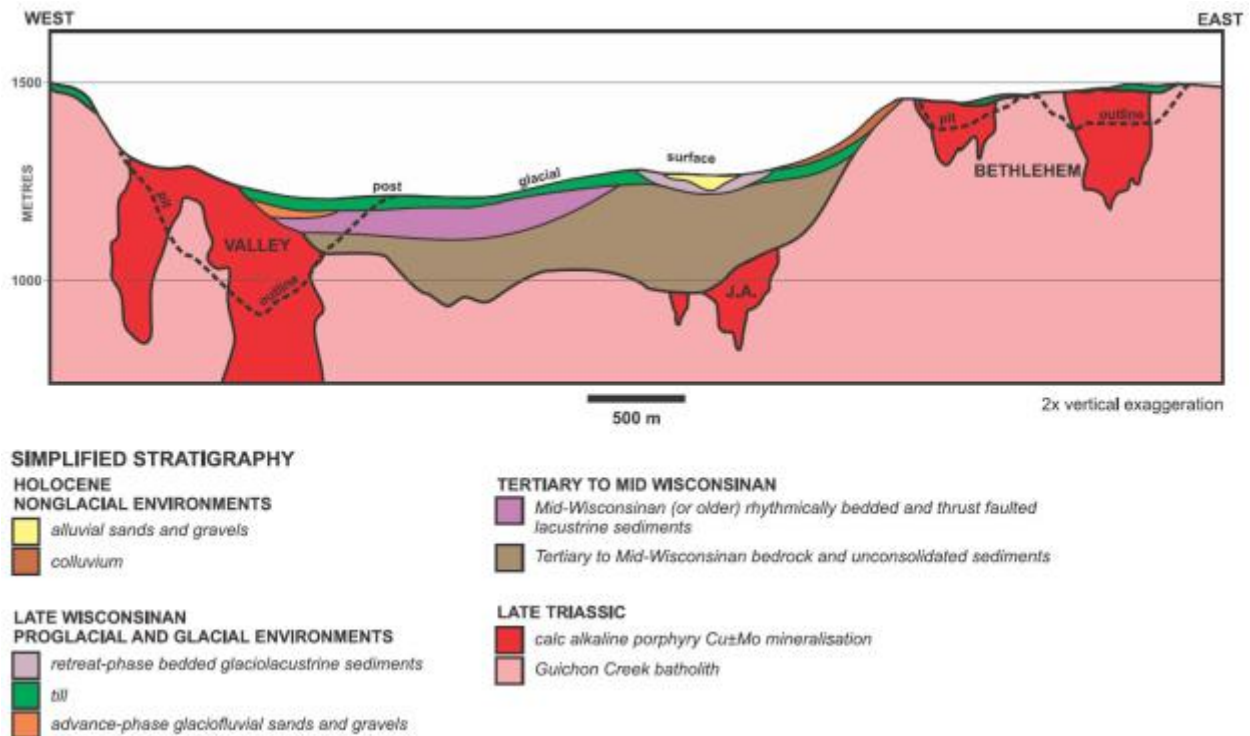 WEST
EAST
1500
METRES
1000
post
glacial
surface
pit
outline
VALLEY
J.A.
pit
outline
BETHLEHEM
500 m
2x vertical exaggeration
SIMPLIFIED STRATIGRAPHY
HOLOCENE
NONGLACIAL ENVIRONMENTS
alluvial sands and gravels
colluvium
LATE WISCONSINAN
PROGLACIAL AND GLACIAL ENVIRONMENTS
retreat-phase bedded glaciolacustrine sediments
till
advance-phase glaciofluvial sands and gravels
TERTIARY TO MID WISCONSINAN
Mid-Wisconsinan (or older) rhythmically bedded and thrust faulted
lacustrine sediments
Tertiary to Mid-Wisconsinan bedrock and unconsolidated sediments
LATE TRIASSIC
calc alkaline porphyry Cu±Mo mineralisation
Guichon Creek batholith